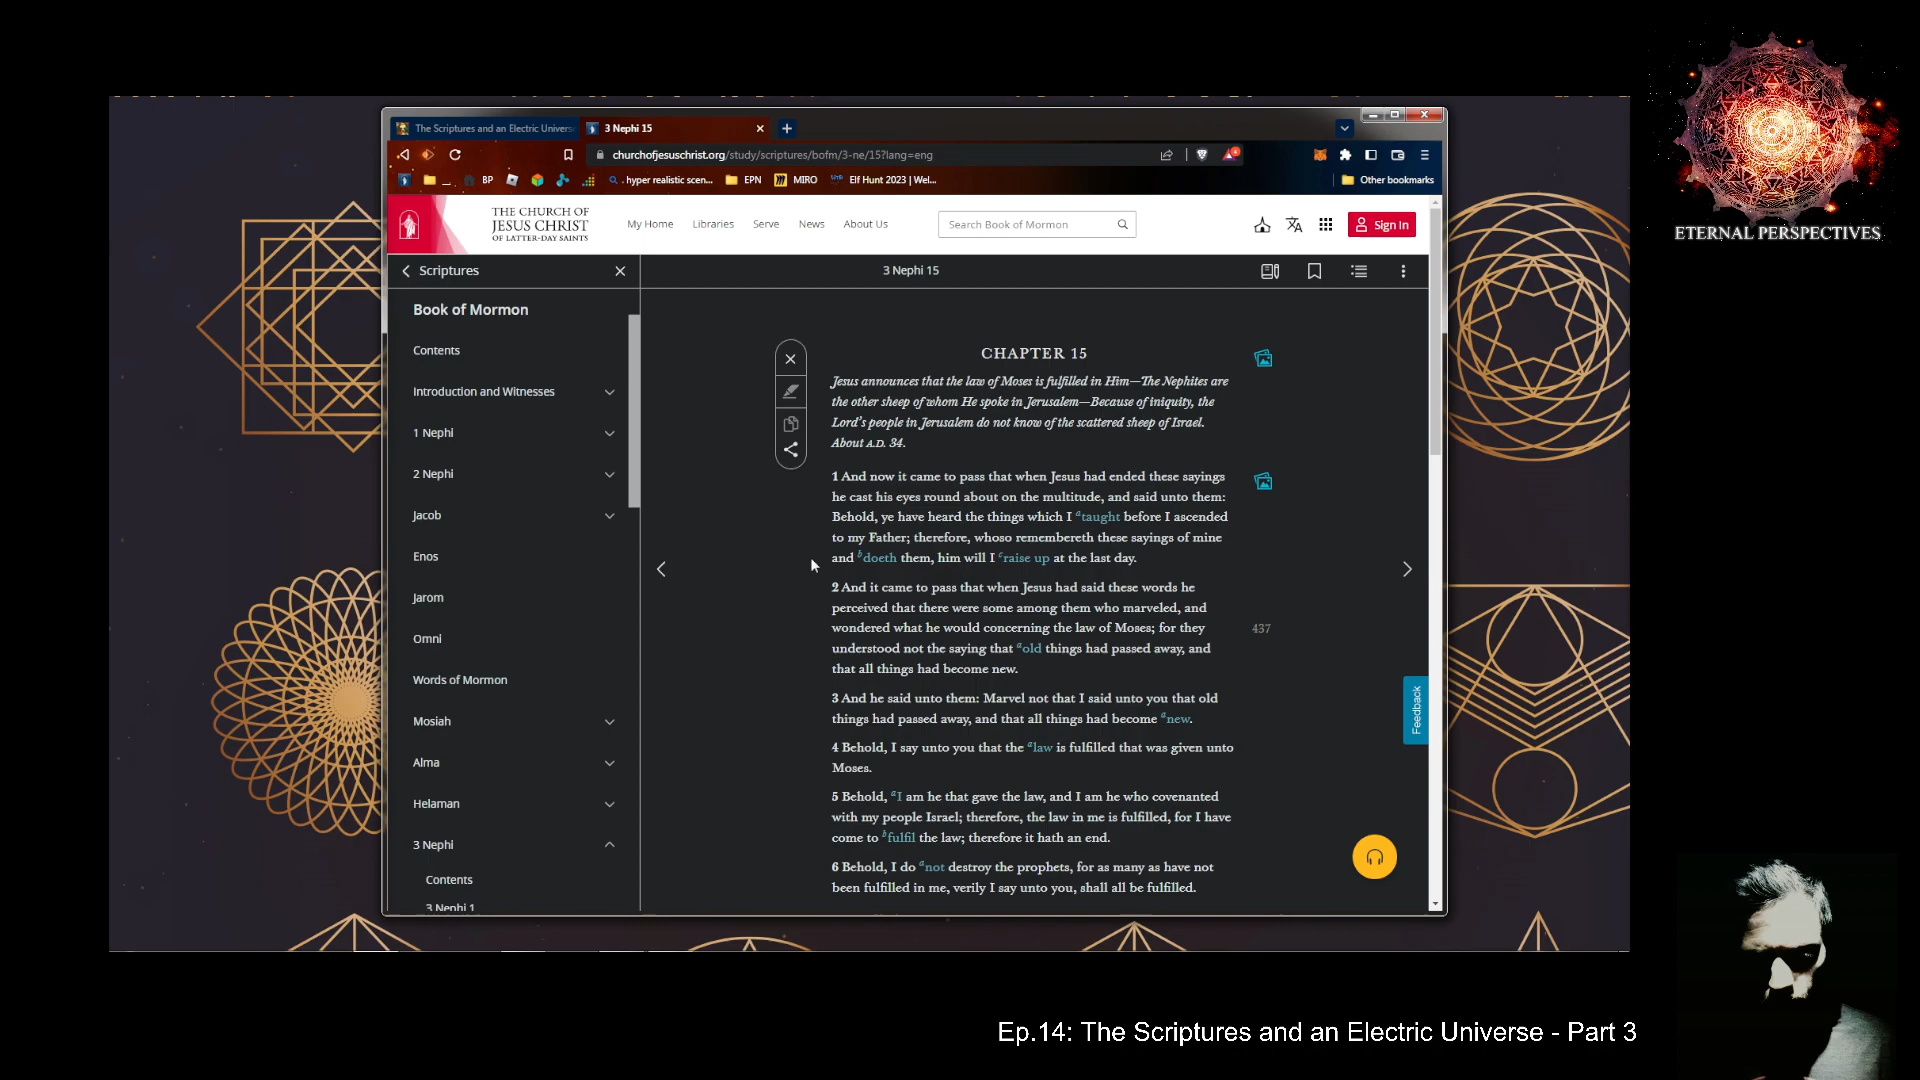 ETERNAL PERSPECTIVES
The Scriptures and an Electric Univers
3 Nephi 15
churchofjesuschrist.org/study/scriptures/bofm/3-ne/15?lang=eng
BP
. hyper realistic scen...
EPN
MIRO
Elf Hunt 2023 | Wel...
Other bookmarks
THE CHURCH OF
JESUS CHRIST
OF LATTER-DAY SAINTS
My Home
Libraries
Serve
News
About Us
Search Book of Mormon
Sign In
Scriptures
3 Nephi 15
Book of Mormon
Contents
Introduction and Witnesses
1 Nephi
2 Nephi
Jacob
Enos
Jarom
Omni
Words of Mormon
Mosiah
Alma
Helaman
3 Nephi
Contents
3 Nephi 1
CHAPTER 15
Jesus announces that the law of Moses is fulfilled in Him—The Nephites are
the other sheep of whom He spoke in Jerusalem—Because of iniquity, the
Lord's people in Jerusalem do not know of the scattered sheep of Israel.
About A.D. 34.
1 And now it came to pass that when Jesus had ended these sayings
he cast his eyes round about on the multitude, and said unto them:
Behold, ye have heard the things which I a taught before I ascended
to my Father; therefore, whoso remembereth these sayings of mine
and b doeth them, him will I c raise up at the last day.
2 And it came to pass that when Jesus had said these words he
perceived that there were some among them who marveled, and
wondered what he would concerning the law of Moses; for they
understood not the saying that a old things had passed away, and
that all things had become new.
437
3 And he said unto them: Marvel not that I said unto you that old
things had passed away, and that all things had become a new.
4 Behold, I say unto you that the a law is fulfilled that was given unto
Moses.
5 Behold, a I am he that gave the law, and I am he who covenanted
with my people Israel; therefore, the law in me is fulfilled, for I have
come to b fulfil the law; therefore it hath an end.
6 Behold, I do a not destroy the prophets, for as many as have not
been fulfilled in me, verily I say unto you, shall all be fulfilled.
Feedback
Ep.14: The Scriptures and an Electric Universe - Part 3